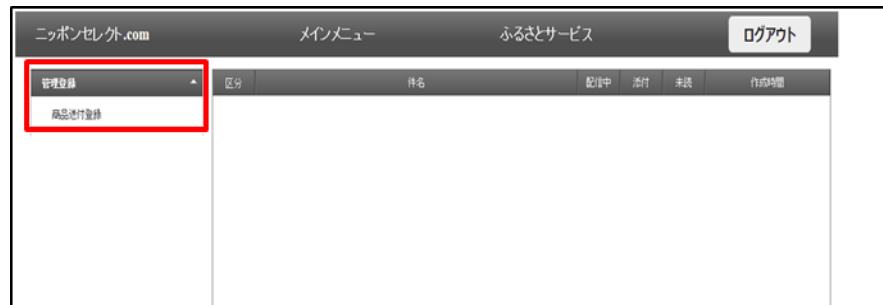 ニッポンセレクト.com メインメニュー ふるさとサービス ログアウト
管理登録 区分 件名 配信中 添付 未読 作成時間
商品送付登録